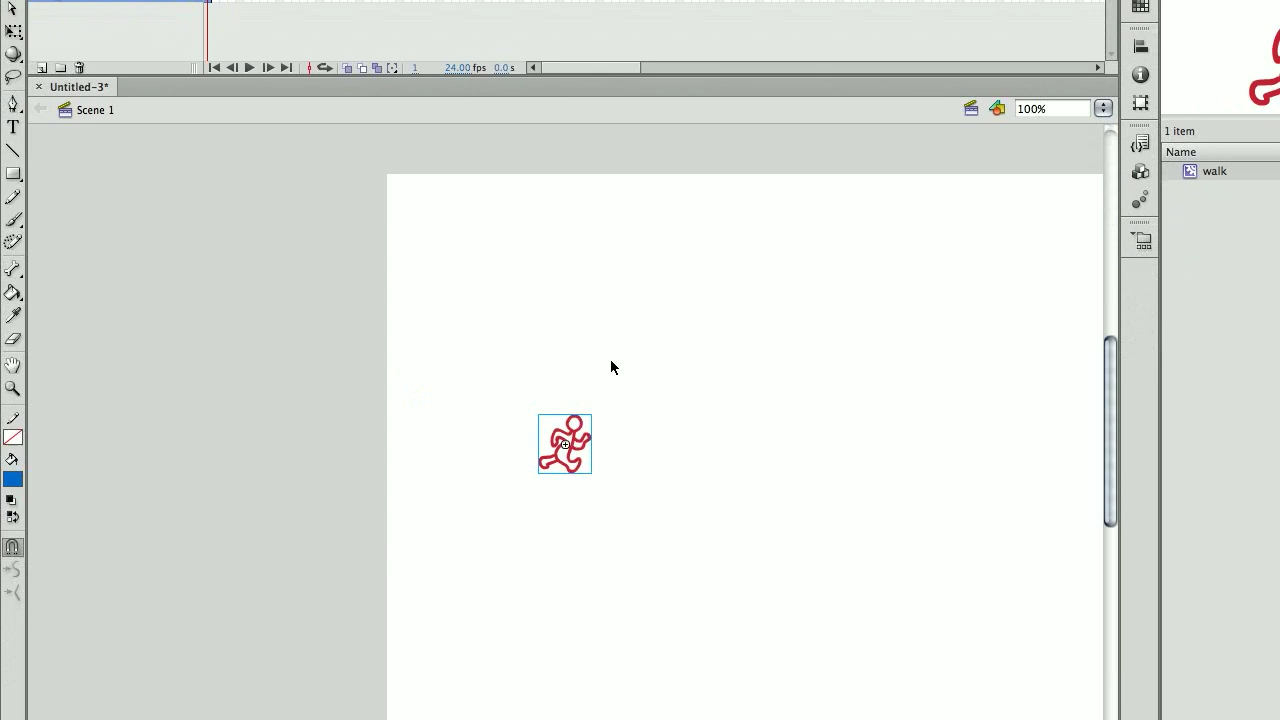 1 24.00 fps 0.0 s
Untitled-3*
Scene 1
100%
1 item
Name
walk